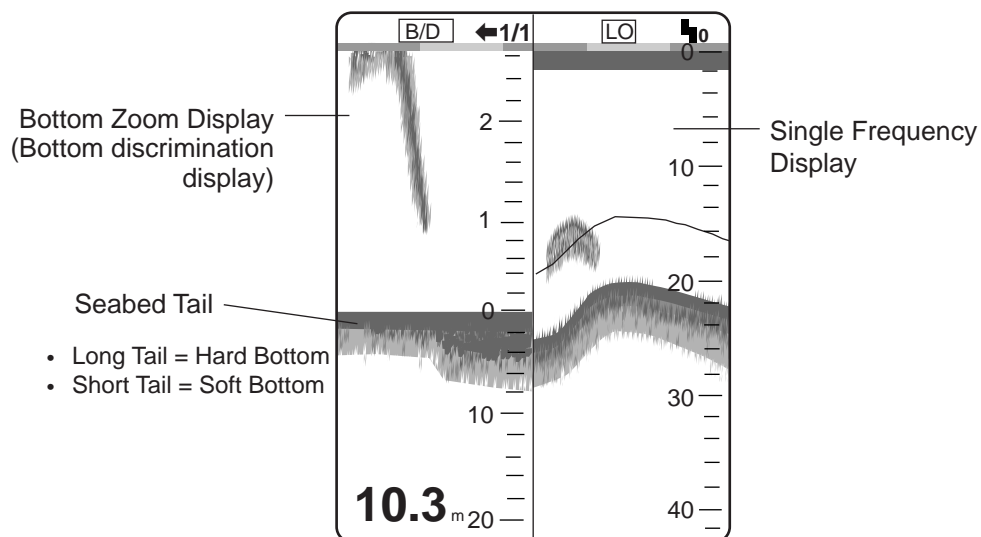 B/D
1/1
LO
0
Bottom Zoom Display
(Bottom discrimination
display)
2
1
0
10
20
10.3 m
0
10
20
30
40
Single Frequency
Display
Seabed Tail
• Long Tail = Hard Bottom
• Short Tail = Soft Bottom